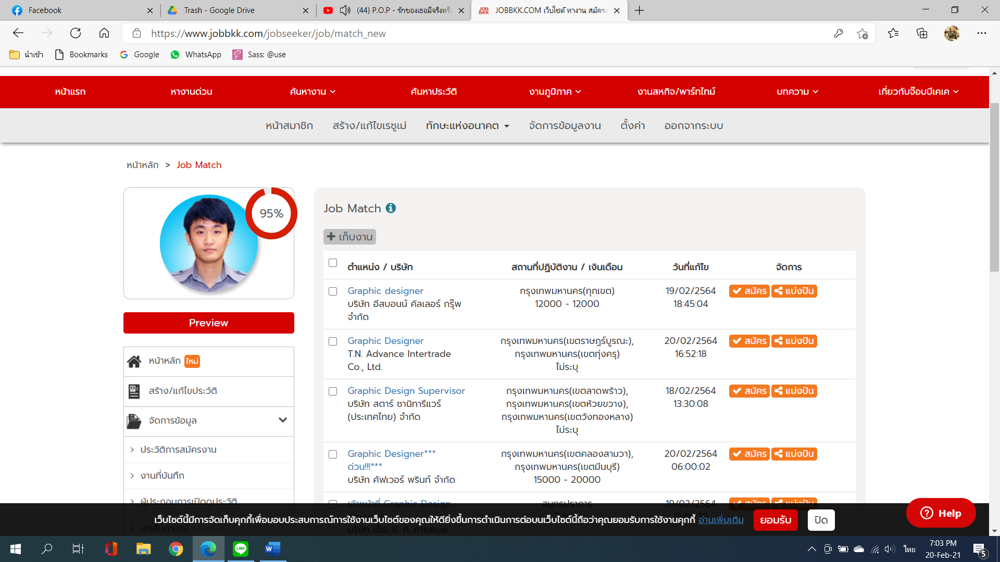 Facebook
Trash - Google Drive
(44) P.O.P - รักของเธอมีจริงหรือ
JOBBKK.COM เว็บไซต์ หางาน สมัครง
https://www.jobbkk.com/jobseeker/job/match_new
นำเข้า
Bookmarks
Google
WhatsApp
Sass: @use
หน้าแรก
หางานด่วน
ค้นหางาน
ค้นหาประวัติ
งานภูมิภาค
งานสหกิจ/พาร์ทไทม์
บทความ
เกี่ยวกับจ๊อบบีเคเค
หน้าสมาชิก
สร้าง/แก้ไขเรซูเม่
ทักษะแห่งอนาคต
จัดการข้อมูลงาน
ตั้งค่า
ออกจากระบบ
หน้าหลัก > Job Match
95%
Preview
หน้าหลัก ใหม่
สร้าง/แก้ไขประวัติ
จัดการข้อมูล
ประวัติการสมัครงาน
งานที่บันทึก
ผู้ประกอบการเปิดดูประวัติ
นัดสัมภาษณ์
Job Match
เก็บงาน
ตำแหน่ง / บริษัท
สถานที่ปฏิบัติงาน / เงินเดือน
วันที่แก้ไข
จัดการ
Graphic designer
บริษัท อีสบอนน์ คัลเลอร์ กรุ๊พ
จำกัด
กรุงเทพมหานคร(ทุกเขต)
12000 - 12000
19/02/2564
18:45:04
สมัคร แบ่งปัน
Graphic Designer
T.N. Advance Intertrade
Co., Ltd.
กรุงเทพมหานคร(เขตราษฎร์บูรณะ),
กรุงเทพมหานคร(เขตทุ่งครุ)
ไม่ระบุ
20/02/2564
16:52:18
สมัคร แบ่งปัน
Graphic Design Supervisor
บริษัท สตาร์ ซานิทารีแวร์
(ประเทศไทย) จำกัด
กรุงเทพมหานคร(เขตลาดพร้าว),
กรุงเทพมหานคร(เขตห้วยขวาง),
กรุงเทพมหานคร(เขตวังทองหลาง)
ไม่ระบุ
18/02/2564
13:30:08
สมัคร แบ่งปัน
Graphic Designer***
ด่วน!!!***
บริษัท คัฟเวอร์ พรินท์ จำกัด
กรุงเทพมหานคร(เขตคลองสามวา),
กรุงเทพมหานคร(เขตมีนบุรี)
15000 - 20000
20/02/2564
06:00:02
สมัคร แบ่งปัน
เจ้าหน้าที่ Graphic Design
บริษัท เอ็ม. ซี. ดี. การพิมพ์
สมุทรปราการ
19/02/2564
สมัคร แบ่งปัน
เว็บไซต์นี้มีการจัดเก็บคุกกี้เพื่อมอบประสบการณ์การใช้งานเว็บไซต์ของคุณให้ดียิ่งขึ้นการดำเนินการต่อบนเว็บไซต์นี้ถือว่าคุณยอมรับการใช้งานคุกกี้ อ่านเพิ่มเติม
ยอมรับ
ปิด
Help
ไทย
7:03 PM
20-Feb-21
5